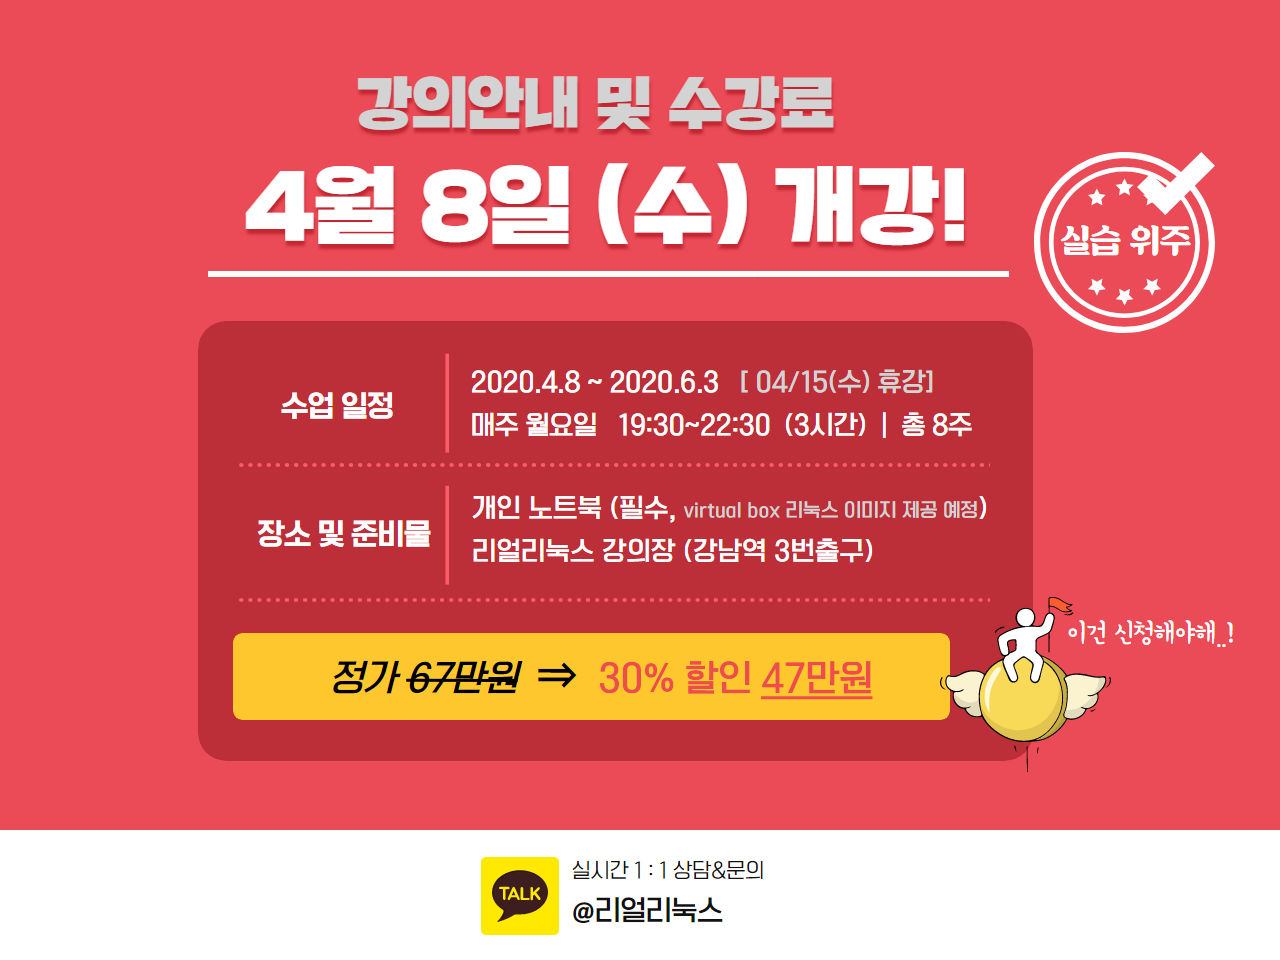 강의안내 및 수강료
4월 8일 (수) 개강!
실습 위주
수업 일정
2020.4.8 ~ 2020.6.3 [ 04/15(수) 휴강]
매주 월요일 19:30~22:30 (3시간) | 총 8주
장소 및 준비물
개인 노트북 (필수, virtual box 리눅스 이미지 제공 예정)
리얼리눅스 강의장 (강남역 3번출구)
정가 67만원 ⇒ 30% 할인 47만원
이건 신청해야해..!
TALK
실시간 1 : 1 상담&문의
@리얼리눅스